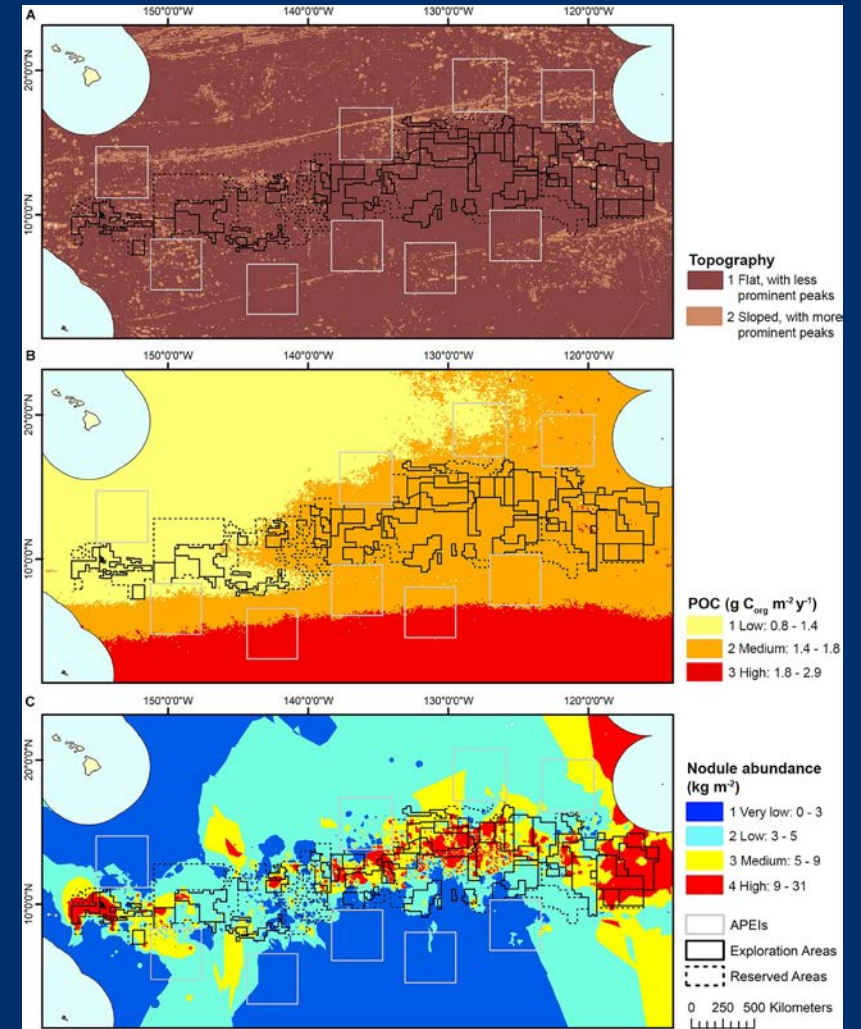 A
150°0'0"W 140°0'0"W 130°0'0"W 120°0'0"W
20°0'0"N
10°0'0"N
Topography
1 Flat, with less
prominent peaks
2 Sloped, with more
prominent peaks
B
150°0'0"W 140°0'0"W 130°0'0"W 120°0'0"W
20°0'0"N
10°0'0"N
POC (g Corg m-2 y-1)
1 Low: 0.8 - 1.4
2 Medium: 1.4 - 1.8
3 High: 1.8 - 2.9
C
150°0'0"W 140°0'0"W 130°0'0"W 120°0'0"W
20°0'0"N
10°0'0"N
Nodule abundance
(kg m-2)
1 Very low: 0 - 3
2 Low: 3 - 5
3 Medium: 5 - 9
4 High: 9 - 31
APEIs
Exploration Areas
Reserved Areas
0 250 500 Kilometers